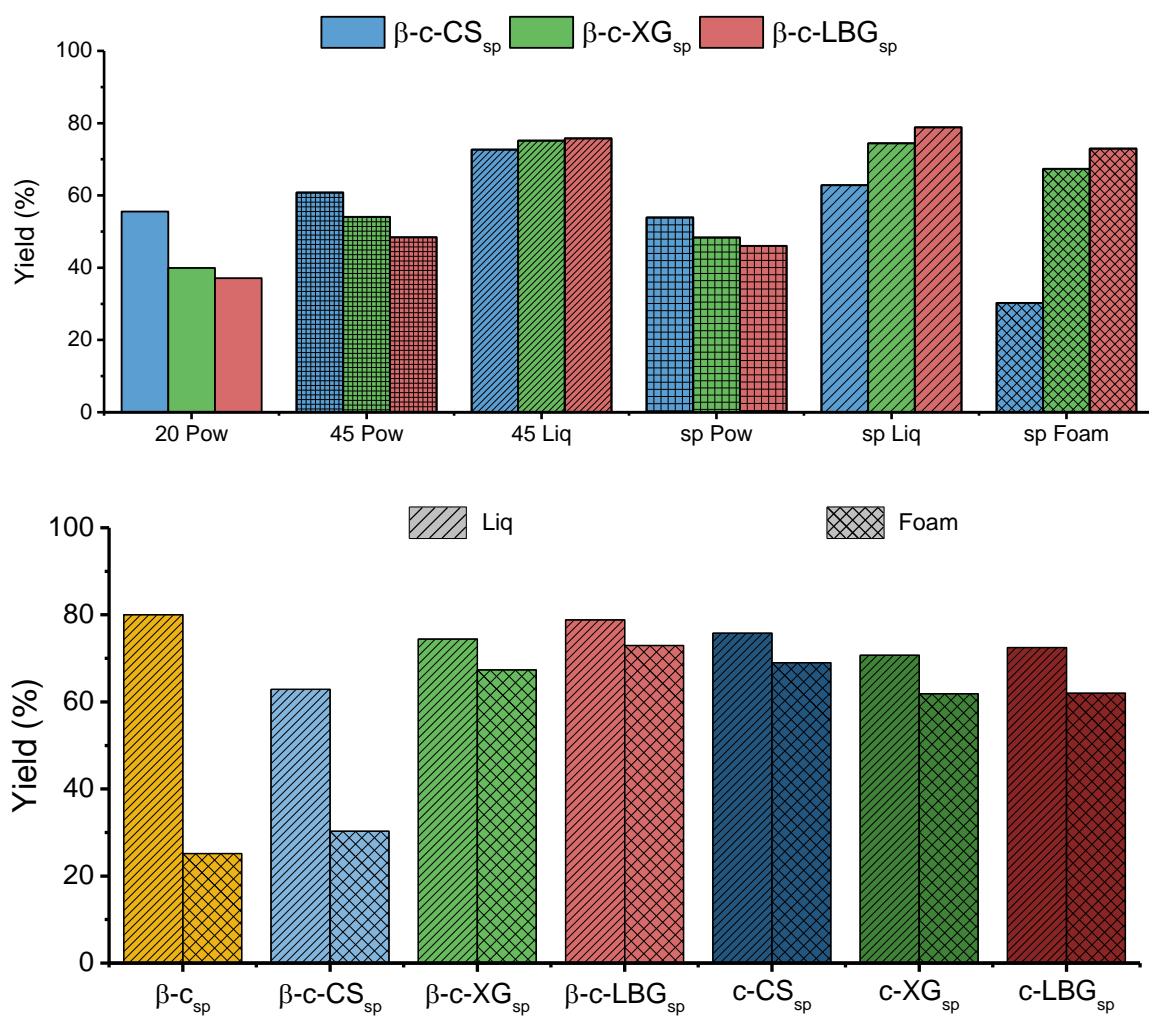 β-c-CSsp β-c-XGsp β-c-LBGsp
100
80
60
40
20
0
Yield (%)
20 Pow 45 Pow 45 Liq sp Pow sp Liq sp Foam
Liq Foam
100
80
60
40
20
0
Yield (%)
β-csp β-c-CSsp β-c-XGsp β-c-LBGsp c-CSsp c-XGsp c-LBGsp